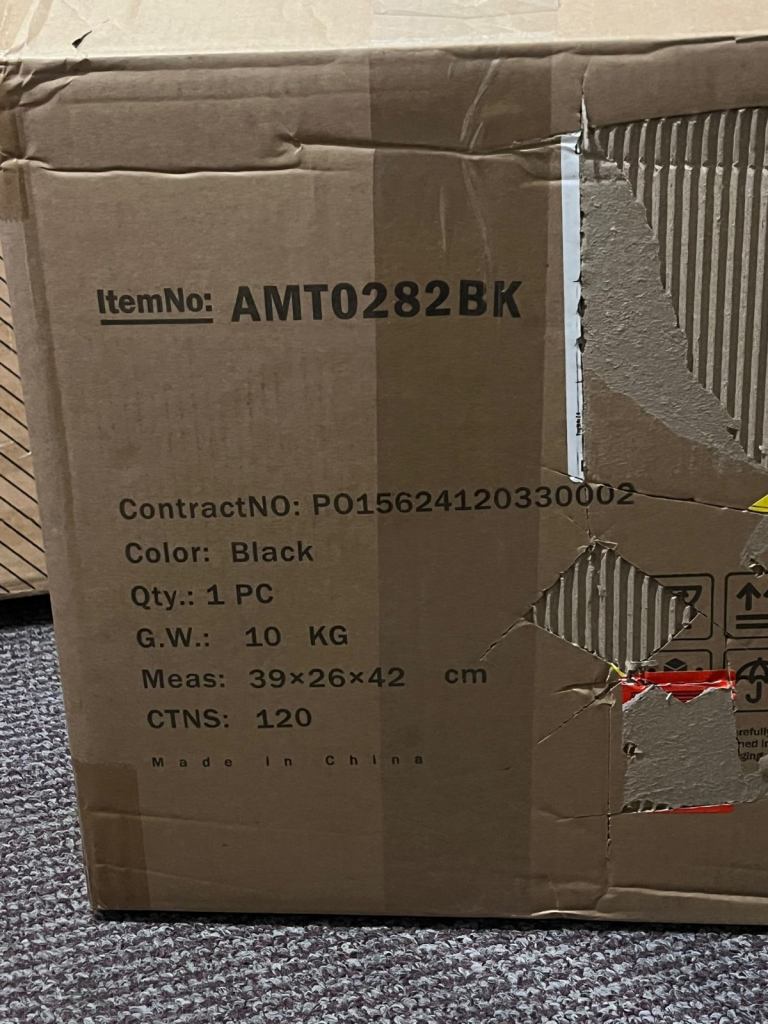 ItemNo: AMT0282BK
ContractNO: PO15624120330002
Color: Black
Qty.: 1 PC
G.W.: 10 KG
Meas: 39×26×42 cm
CTNS: 120
Made In China